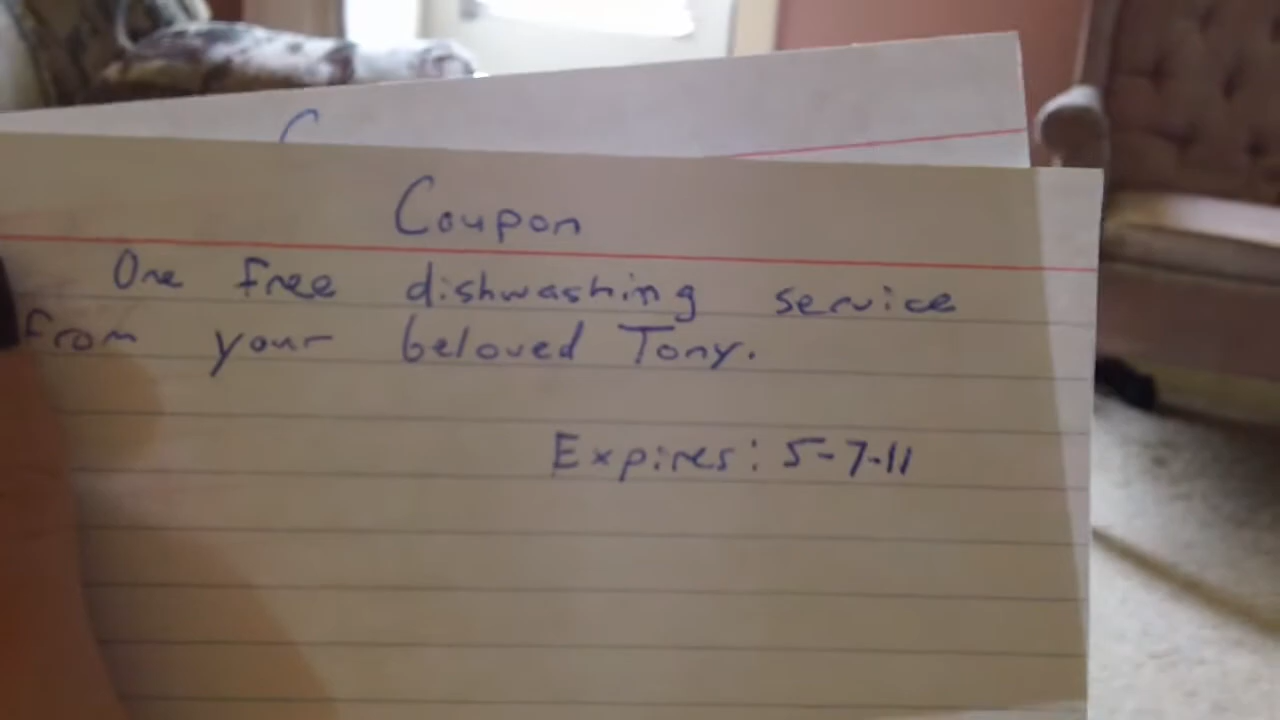 Coupon
One free dishwashing service
from your beloved Tony.
Expires: 5-7-11